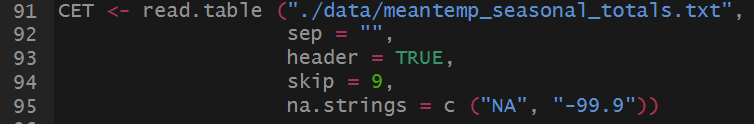 91 CET <- read.table ("./data/meantemp_seasonal_totals.txt",
92 sep = "",
93 header = TRUE,
94 skip = 9,
95 na.strings = c ("NA", "-99.9"))